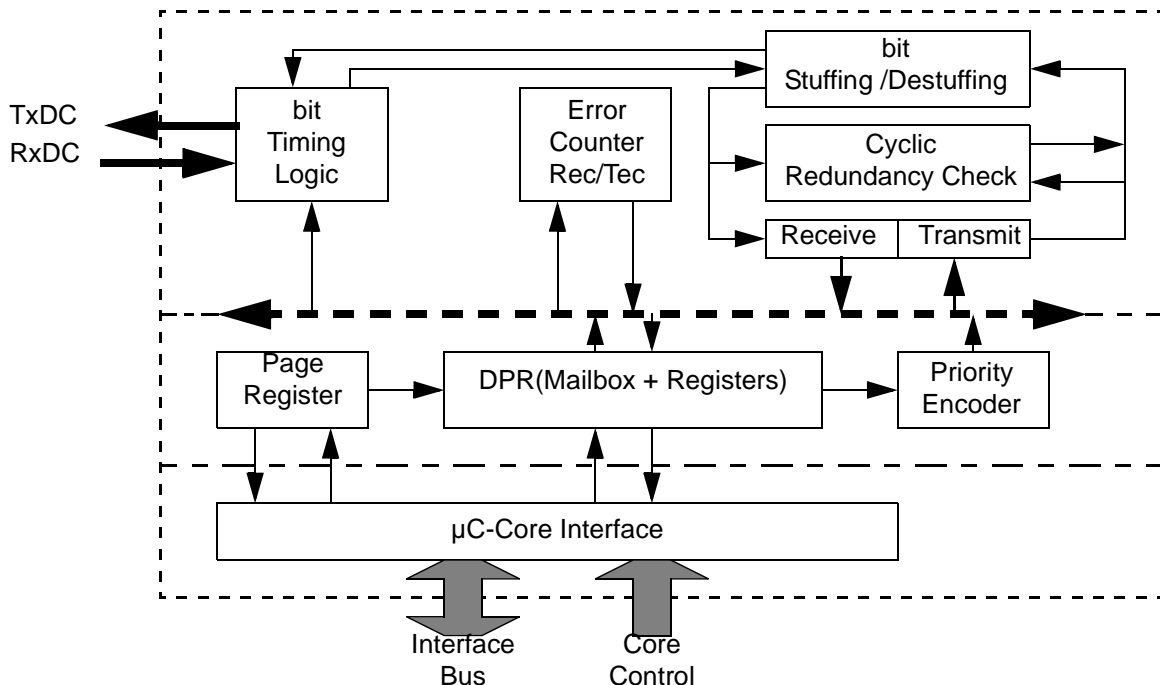 TxDC
RxDC
bit
Timing
Logic
Error
Counter
Rec/Tec
bit
Stuffing /Destuffing
Cyclic
Redundancy Check
Receive
Transmit
Page
Register
DPR(Mailbox + Registers)
Priority
Encoder
µC-Core Interface
Interface
Bus
Core
Control